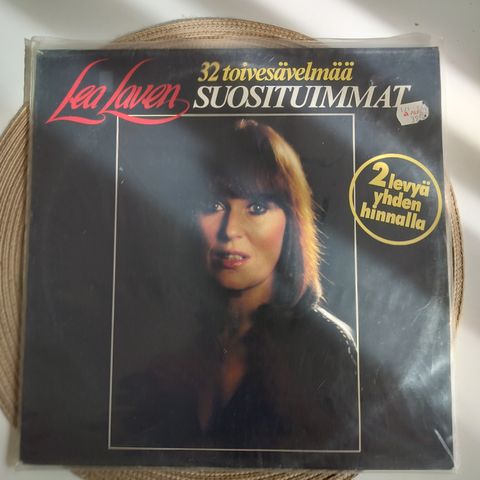 Lea Laven
32 toivesävelmää
SUOSITUIMMAT
2 levyä
yhden
hinnalla